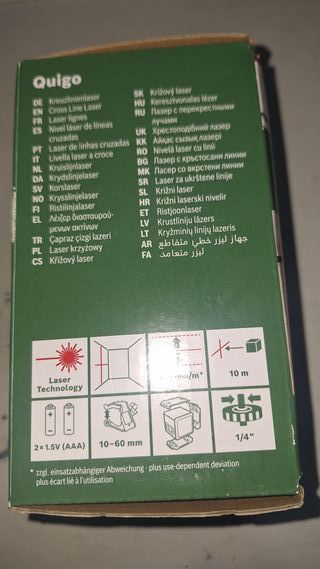 Quigo
DE Kreuzlinienlaser
EN Cross Line Laser
FR Laser lignes
ES Nivel láser de líneas
cruzadas
PT Laser de linhas cruzadas
IT Livella laser a croce
NL Kruislijnlaser
DA Krydslinjelaser
SV Korslaser
NO Krysslinjelaser
FI Ristilinjalaser
EL Λέιζερ διασταυρού-
μενων ακτίνων
TR Çapraz çizgi lazeri
PL Laser krzyżowy
CS Křížový laser
SK Krížový laser
HU Keresztvonalas lézer
RU Лазер с перекрестными
лучами
UK Хрестоподібний лазер
KK Айқас сызық лазері
RO Nivelă laser cu linii
BG Лазер с кръстосани линии
MK Ласер со вкрстени линии
SR Laser za ukrštene linije
SL Križni laser
HR Križni laserski nivelir
ET Ristjoonlaser
LV Krustlīniju lāzers
LT Kryžminių linijų lazeris
AR جهاز ليزر خطي متقاطع
FA ليزر متعامد
Laser
Technology
mm/m*
10 m
2×1.5V (AAA)
10–60 mm
1/4"
* zzgl. einsatzabhängiger Abweichung · plus use-dependent deviation
plus écart lié à l'utilisation